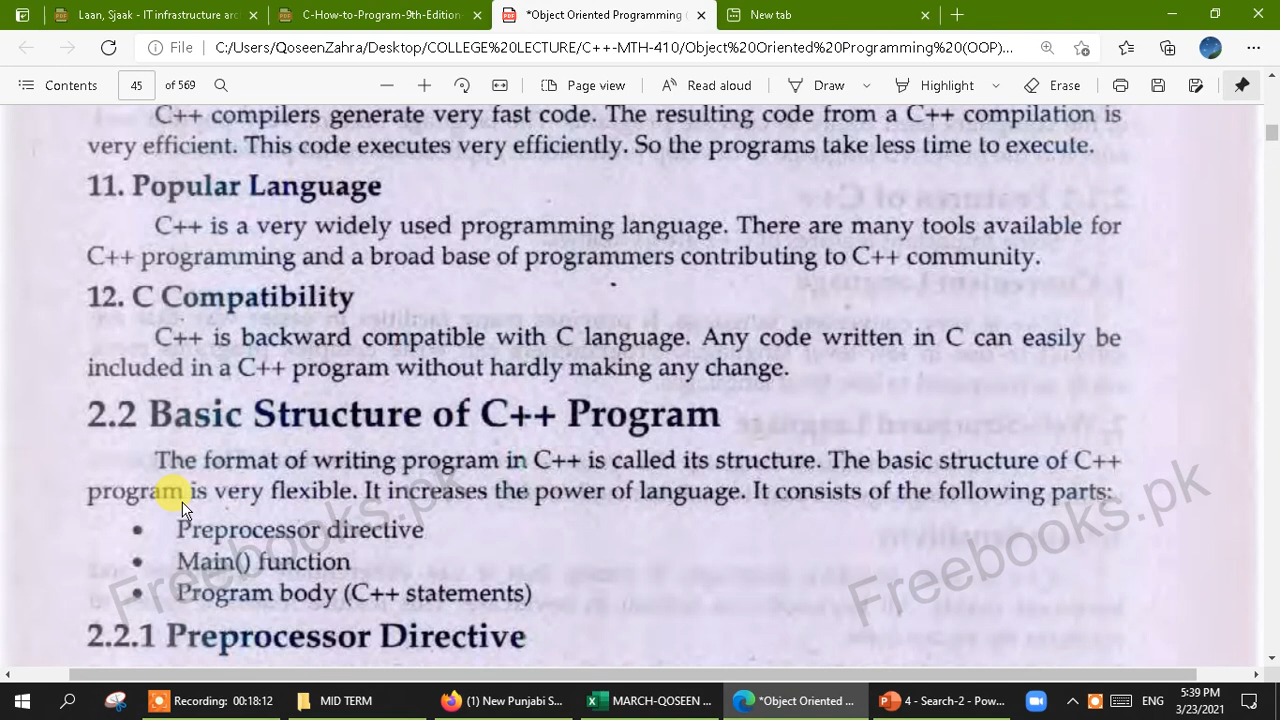 Laan, Sjaak - IT infrastructure arc
C-How-to-Program-9th-Edition-
*Object Oriented Programming (
New tab
File
C:/Users/QoseenZahra/Desktop/COLLEGE%20LECTURE/C++-MTH-410/Object%20Oriented%20Programming%20(OOP)...
Contents
45
of 569
Page view
Read aloud
Draw
Highlight
Erase
C++ compilers generate very fast code. The resulting code from a C++ compilation is
very efficient. This code executes very efficiently. So the programs take less time to execute.
11. Popular Language
C++ is a very widely used programming language. There are many tools available for
C++ programming and a broad base of programmers contributing to C++ community.
12. C Compatibility
C++ is backward compatible with C language. Any code written in C can easily be
included in a C++ program without hardly making any change.
2.2 Basic Structure of C++ Program
The format of writing program in C++ is called its structure. The basic structure of C++
program is very flexible. It increases the power of language. It consists of the following parts:
• Preprocessor directive
• Main() function
• Program body (C++ statements)
Freebooks.pk
Freebooks.pk
2.2.1 Preprocessor Directive
Recording: 00:18:12
MID TERM
(1) New Punjabi S...
MARCH-QOSEEN ...
*Object Oriented ...
4 - Search-2 - Pow...
ENG
5:39 PM
3/23/2021